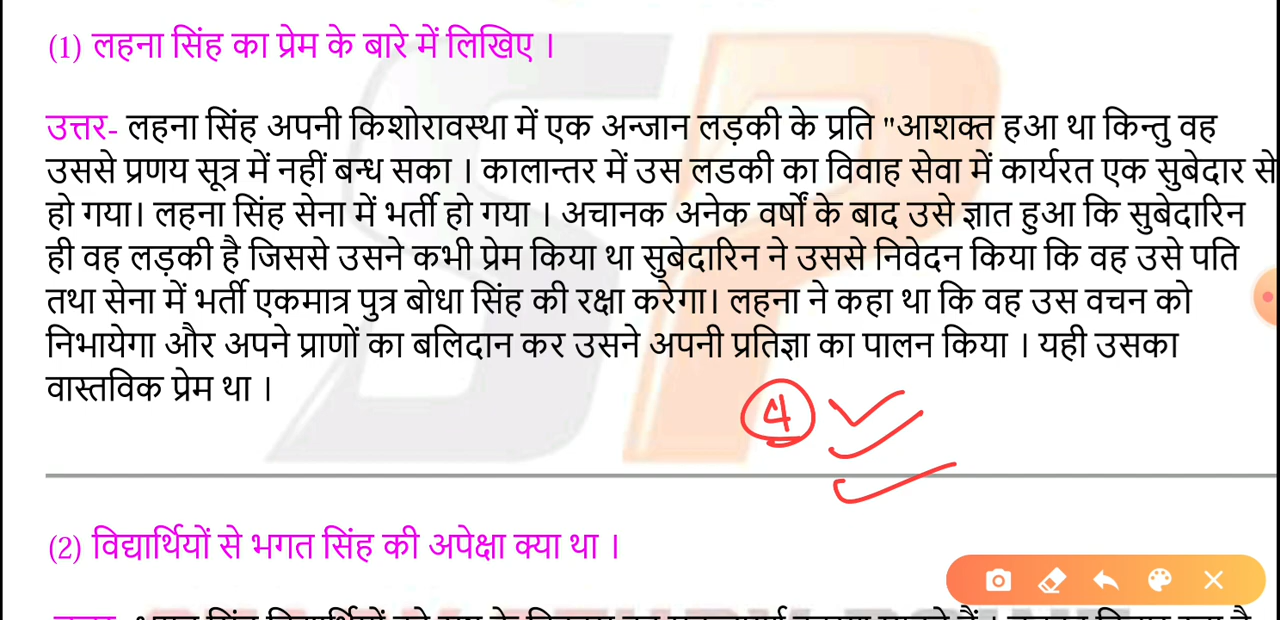 (1) लहना सिंह का प्रेम के बारे में लिखिए ।
उत्तर- लहना सिंह अपनी किशोरावस्था में एक अन्जान लड़की के प्रति "आशक्त हआ था किन्तु वह
उससे प्रणय सूत्र में नहीं बन्ध सका । कालान्तर में उस लडकी का विवाह सेवा में कार्यरत एक सुबेदार से
हो गया। लहना सिंह सेना में भर्ती हो गया । अचानक अनेक वर्षों के बाद उसे ज्ञात हुआ कि सुबेदारिन
ही वह लड़की है जिससे उसने कभी प्रेम किया था सुबेदारिन ने उससे निवेदन किया कि वह उसे पति
तथा सेना में भर्ती एकमात्र पुत्र बोधा सिंह की रक्षा करेगा। लहना ने कहा था कि वह उस वचन को
निभायेगा और अपने प्राणों का बलिदान कर उसने अपनी प्रतिज्ञा का पालन किया । यही उसका
वास्तविक प्रेम था ।
4
(2) विद्यार्थियों से भगत सिंह की अपेक्षा क्या था ।